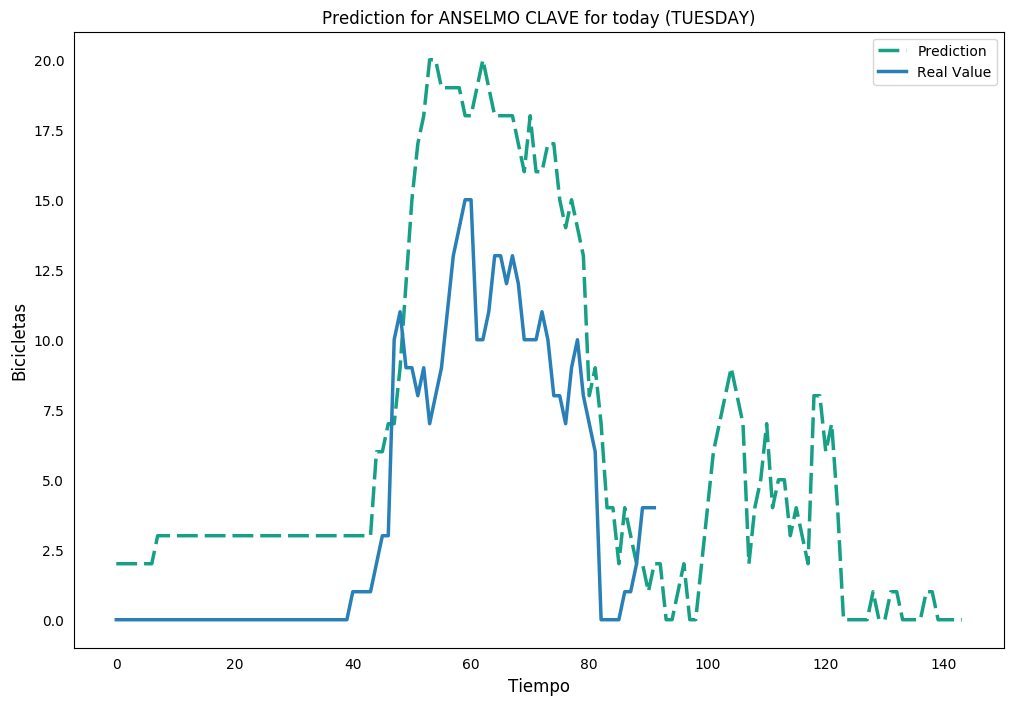 Prediction for ANSELMO CLAVE for today (TUESDAY)
Prediction
Real Value
20.0
17.5
15.0
12.5
10.0
7.5
5.0
2.5
0.0
Bicicletas
0 20 40 60 80 100 120 140
Tiempo